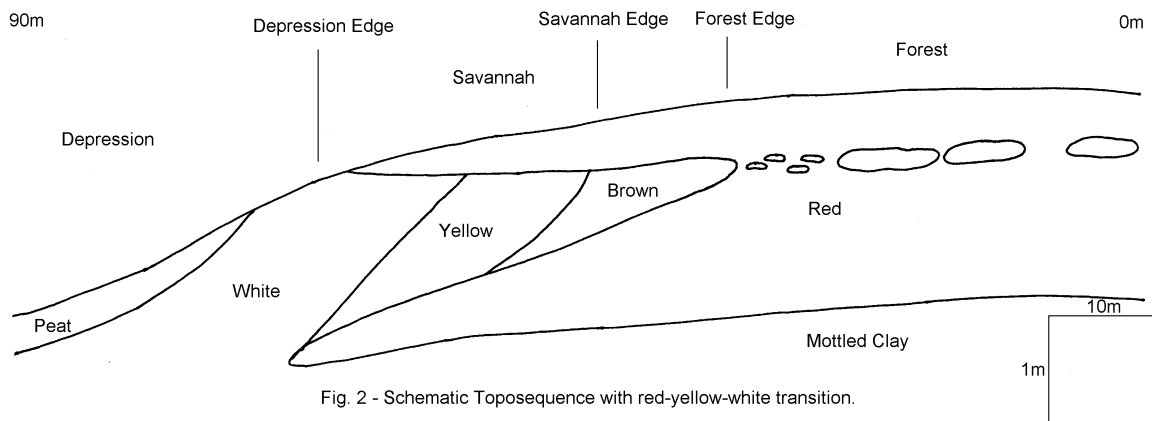 90m
Depression Edge
Savannah Edge
Forest Edge
0m
Forest
Savannah
Depression
Brown
Red
Yellow
White
Peat
10m
Mottled Clay
1m
Fig. 2 - Schematic Toposequence with red-yellow-white transition.